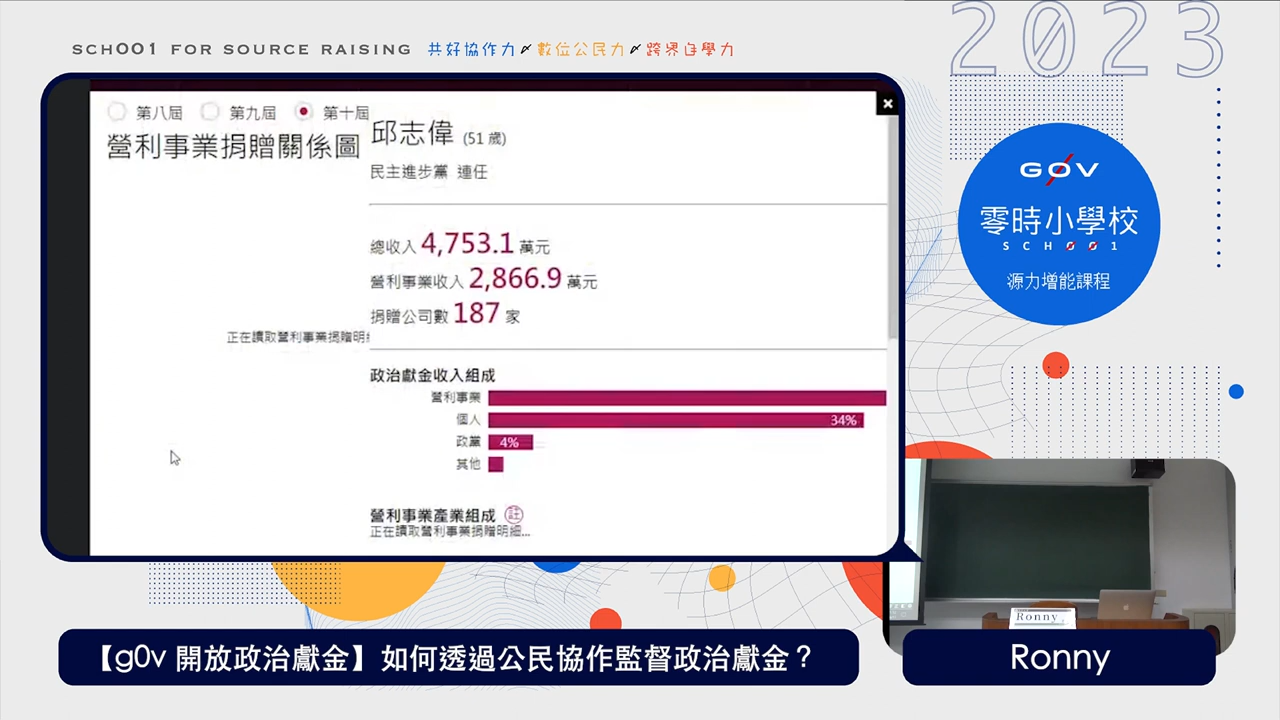 SCHOO1 FOR SOURCE RAISING 共好協作力 數位公民力 跨界自學力
2023
第八屆 第九屆 第十屆
營利事業捐贈關係圖
正在讀取營利事業捐贈明
邱志偉 (51 歲)
民主進步黨 連任
總收入 4,753.1 萬元
營利事業收入 2,866.9 萬元
捐贈公司數 187 家
政治獻金收入組成
營利事業
個人 34%
政黨 4%
其他
營利事業產業組成 註
正在讀取營利事業捐贈明細...
G0V
零時小學校
SCH001
源力增能課程
Ronny
【g0v 開放政治獻金】如何透過公民協作監督政治獻金？
Ronny